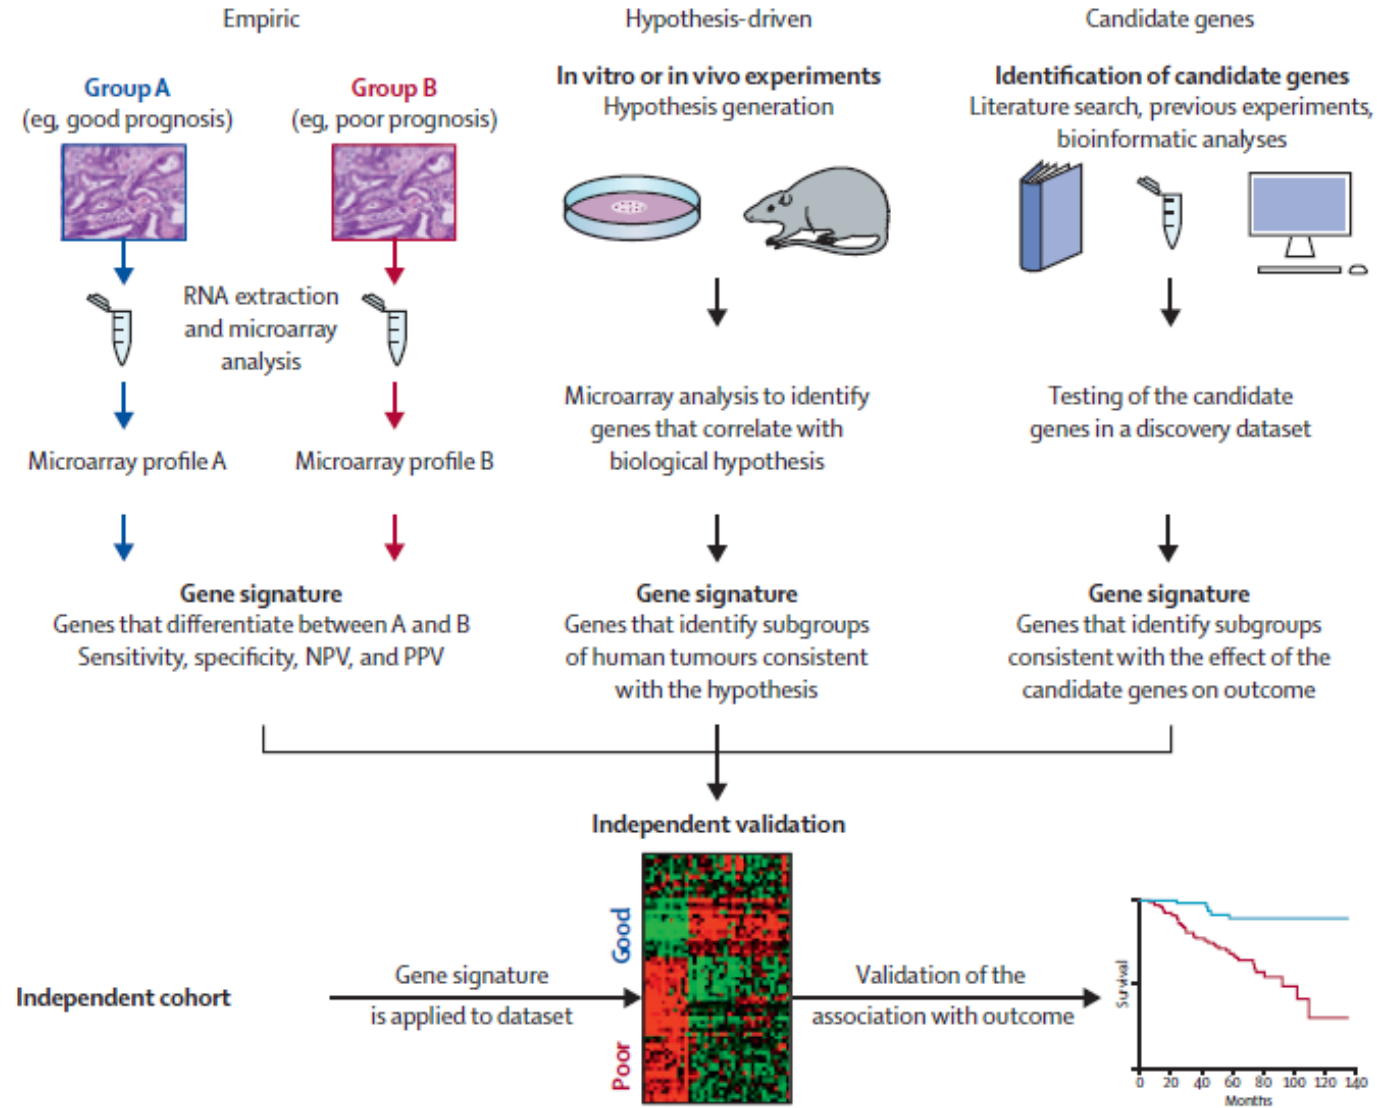 Empiric
Group A
(eg, good prognosis)
Group B
(eg, poor prognosis)
RNA extraction
and microarray
analysis
Microarray profile A
Microarray profile B
Gene signature
Genes that differentiate between A and B
Sensitivity, specificity, NPV, and PPV
Hypothesis-driven
In vitro or in vivo experiments
Hypothesis generation
Microarray analysis to identify
genes that correlate with
biological hypothesis
Gene signature
Genes that identify subgroups
of human tumours consistent
with the hypothesis
Candidate genes
Identification of candidate genes
Literature search, previous experiments,
bioinformatic analyses
Testing of the candidate
genes in a discovery dataset
Gene signature
Genes that identify subgroups
consistent with the effect of the
candidate genes on outcome
Independent validation
Independent cohort
Gene signature
is applied to dataset
Good
Poor
Validation of the
association with outcome
Survival
0 20 40 60 80 100 120 140
Months